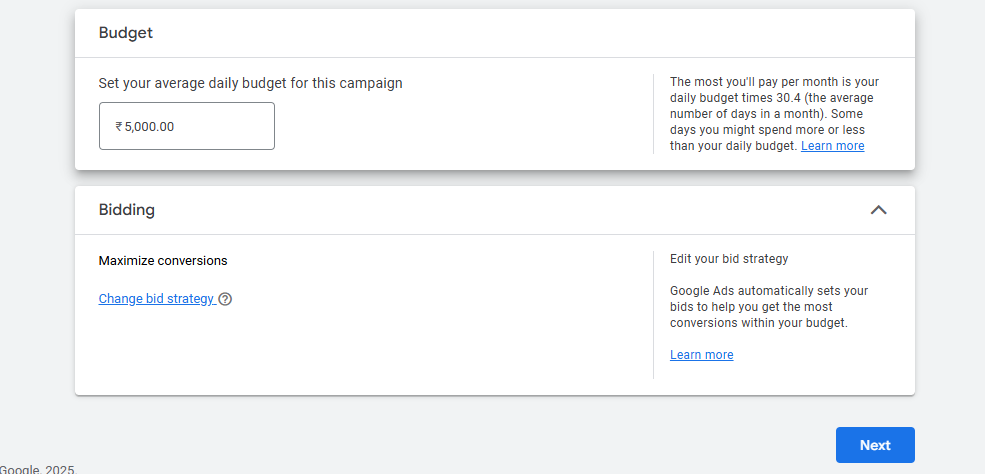 Budget
Set your average daily budget for this campaign
₹ 5,000.00
The most you'll pay per month is your
daily budget times 30.4 (the average
number of days in a month). Some
days you might spend more or less
than your daily budget. Learn more
Bidding
Maximize conversions
Change bid strategy
Edit your bid strategy
Google Ads automatically sets your
bids to help you get the most
conversions within your budget.
Learn more
Next
Google, 2025.